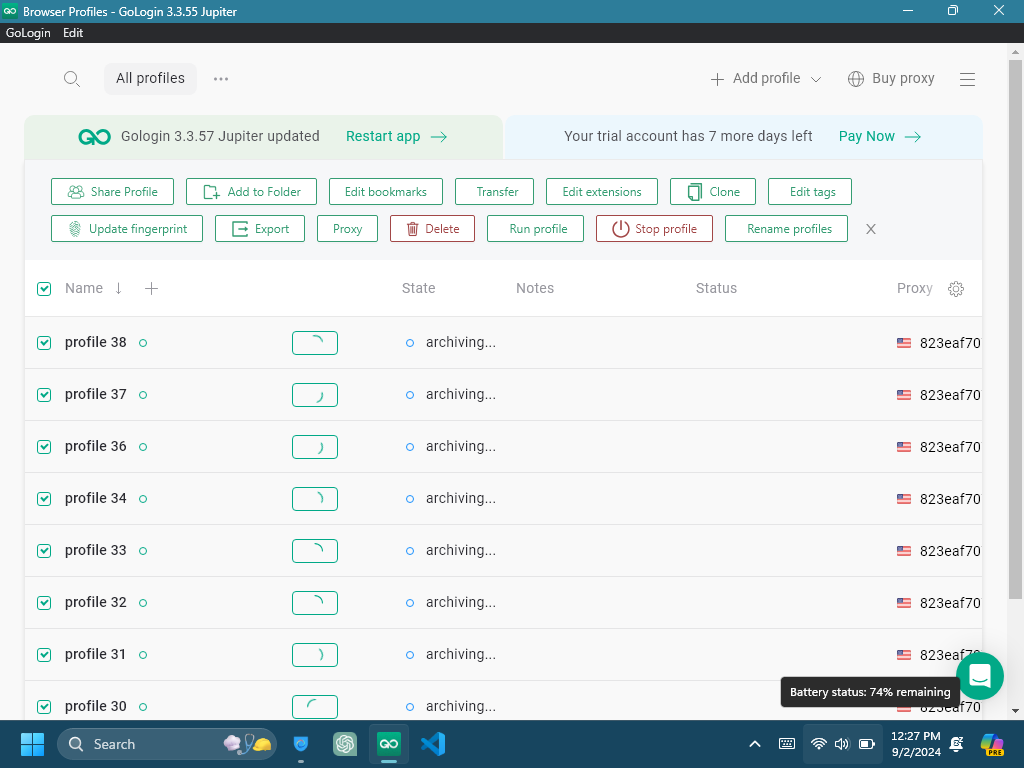 Browser Profiles - GoLogin 3.3.55 Jupiter
GoLogin Edit
All profiles ··· Add profile Buy proxy
Gologin 3.3.57 Jupiter updated Restart app → Your trial account has 7 more days left Pay Now →
Share Profile Add to Folder Edit bookmarks Transfer Edit extensions Clone Edit tags
Update fingerprint Export Proxy Delete Run profile Stop profile Rename profiles X
Name ↓ + State Notes Status Proxy
profile 38 archiving... 823eaf70
profile 37 archiving... 823eaf70
profile 36 archiving... 823eaf70
profile 34 archiving... 823eaf70
profile 33 archiving... 823eaf70
profile 32 archiving... 823eaf70
profile 31 archiving... 823eaf70
Battery status: 74% remaining
profile 30 archiving... 823eaf70
Search
12:27 PM
9/2/2024
PRE